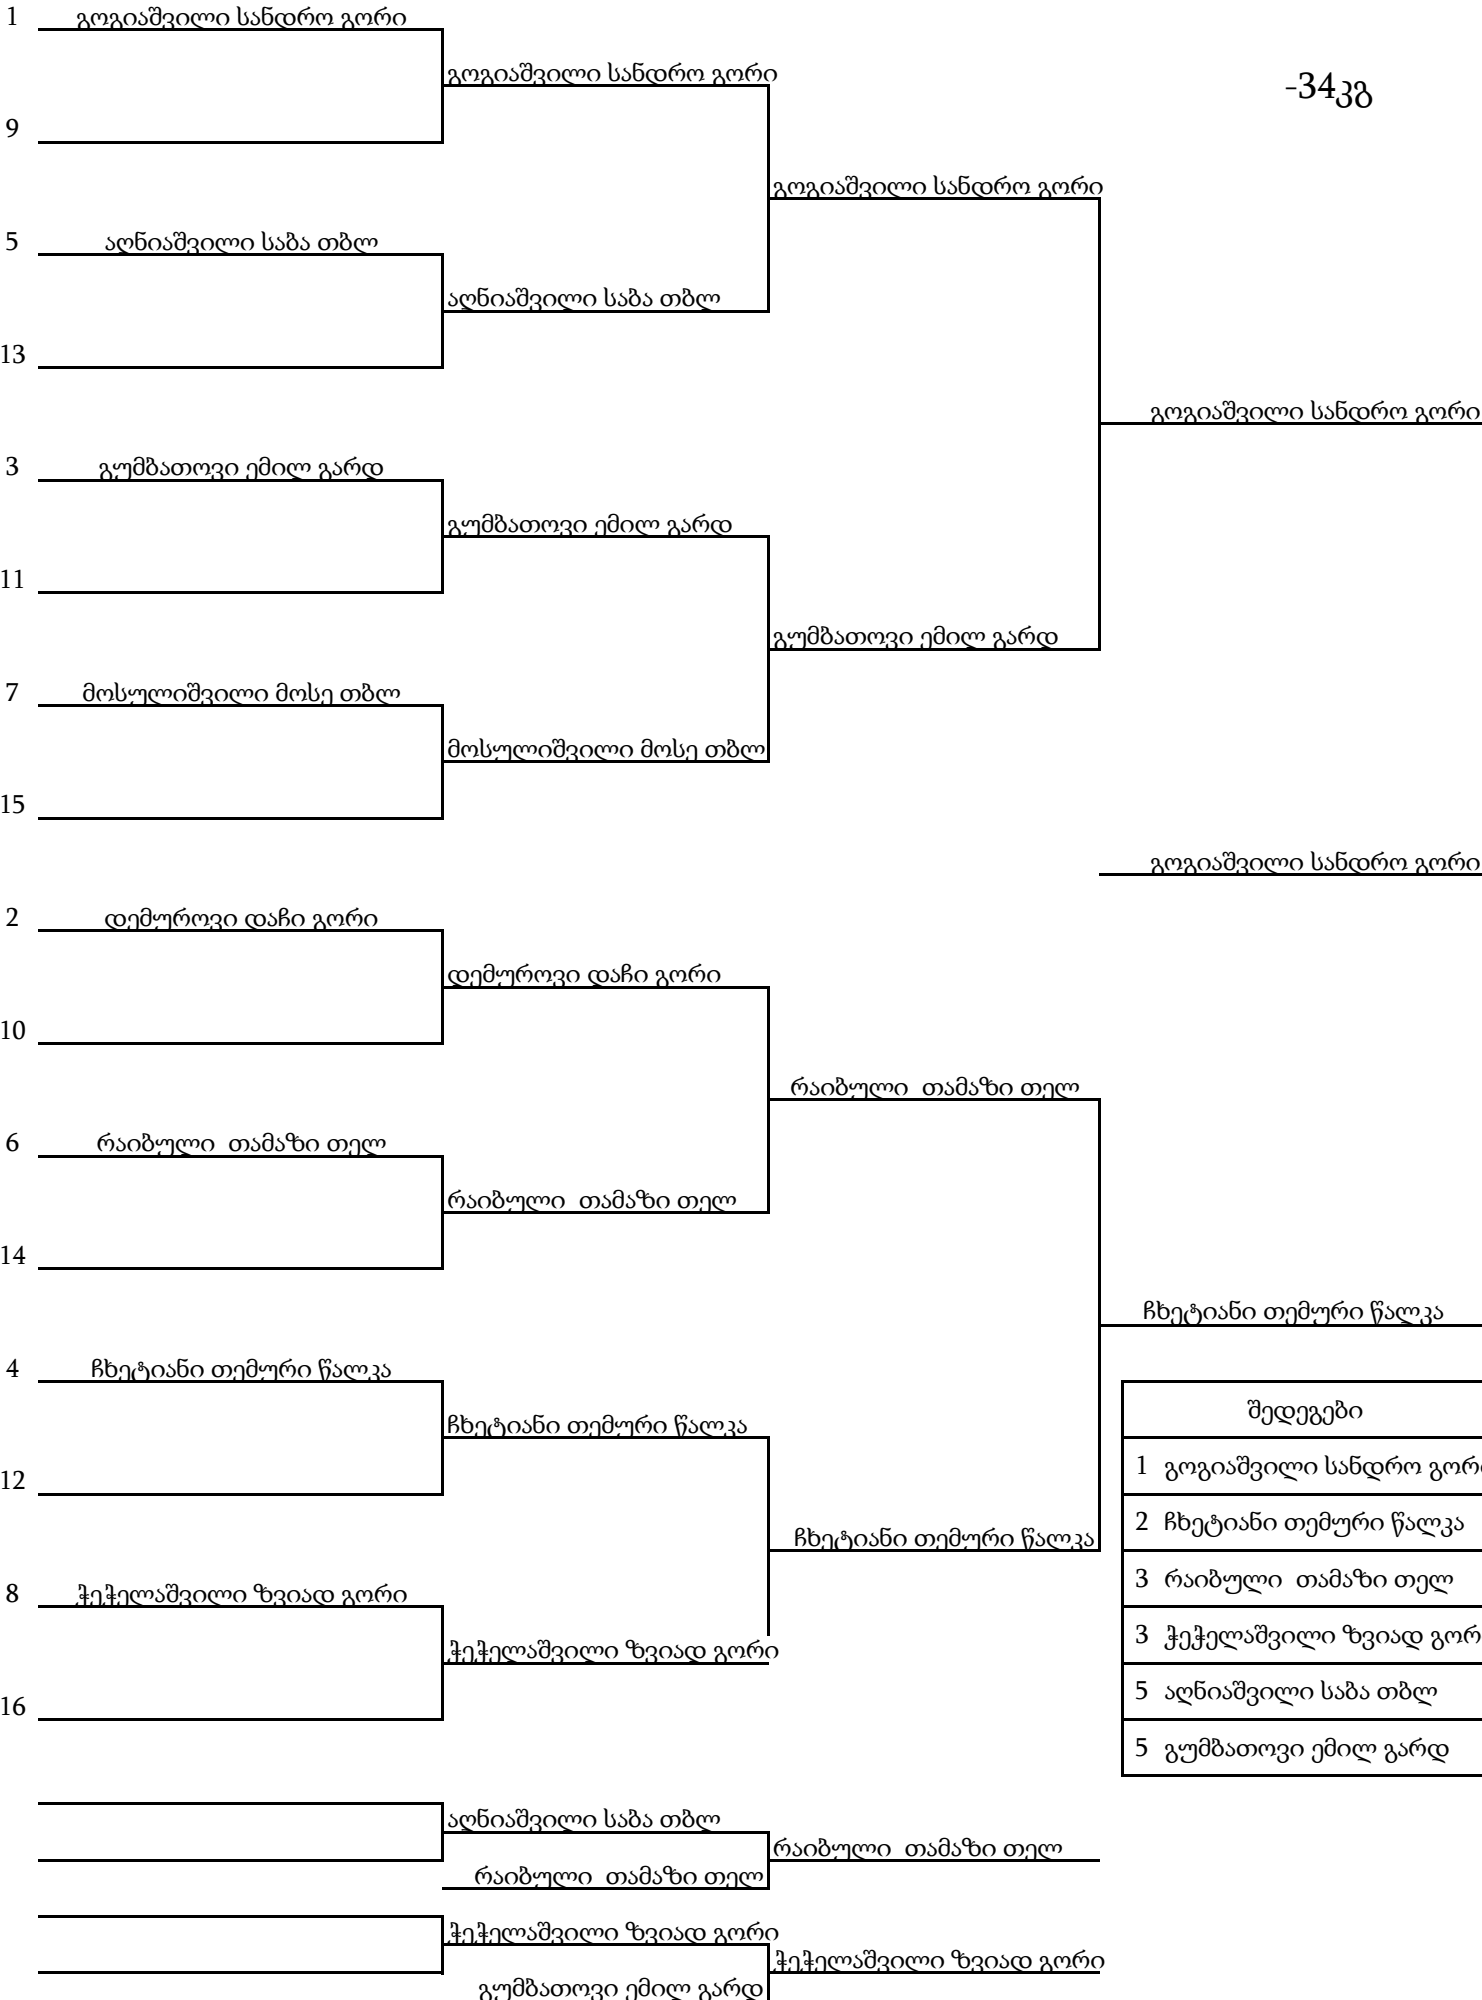 1 გოგიაშვილი სანდრო გორი
გოგიაშვილი სანდრო გორი
-34კგ
9
გოგიაშვილი სანდრო გორი
5 აღნიაშვილი საბა თბლ
აღნიაშვილი საბა თბლ
13
გოგიაშვილი სანდრო გორი
3 გუმბათოვი ემილ გარდ
გუმბათოვი ემილ გარდ
11
გუმბათოვი ემილ გარდ
7 მოსულიშვილი მოსე თბლ
მოსულიშვილი მოსე თბლ
15
გოგიაშვილი სანდრო გორი
2 დემუროვი დაჩი გორი
დემუროვი დაჩი გორი
10
რაიბული თამაზი თელ
6 რაიბული თამაზი თელ
რაიბული თამაზი თელ
14
ჩხეტიანი თემური წალკა
4 ჩხეტიანი თემური წალკა
შედეგები
ჩხეტიანი თემური წალკა
1 გოგიაშვილი სანდრო გორი
12
2 ჩხეტიანი თემური წალკა
ჩხეტიანი თემური წალკა
3 რაიბული თამაზი თელ
8 ჭეჭელაშვილი ზვიად გორი
3 ჭეჭელაშვილი ზვიად გორ
ჭეჭელაშვილი ზვიად გორი
5 აღნიაშვილი საბა თბლ
16
5 გუმბათოვი ემილ გარდ
აღნიაშვილი საბა თბლ
რაიბული თამაზი თელ
რაიბული თამაზი თელ
ჭეჭელაშვილი ზვიად გორი
ჭეჭელაშვილი ზვიად გორი
გუმბათოვი ემილ გარდ